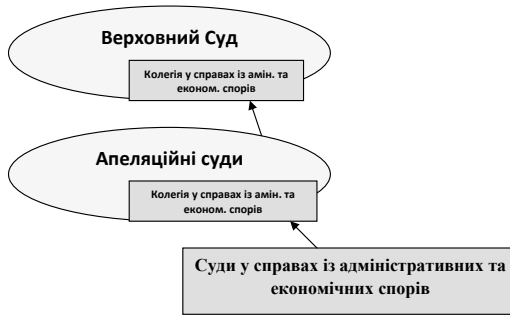 Верховний Суд
Колегія у справах із амін. та
економ. спорів
Апеляційні суди
Колегія у справах із амін. та
економ. спорів
Суди у справах із адміністративних та
економічних спорів